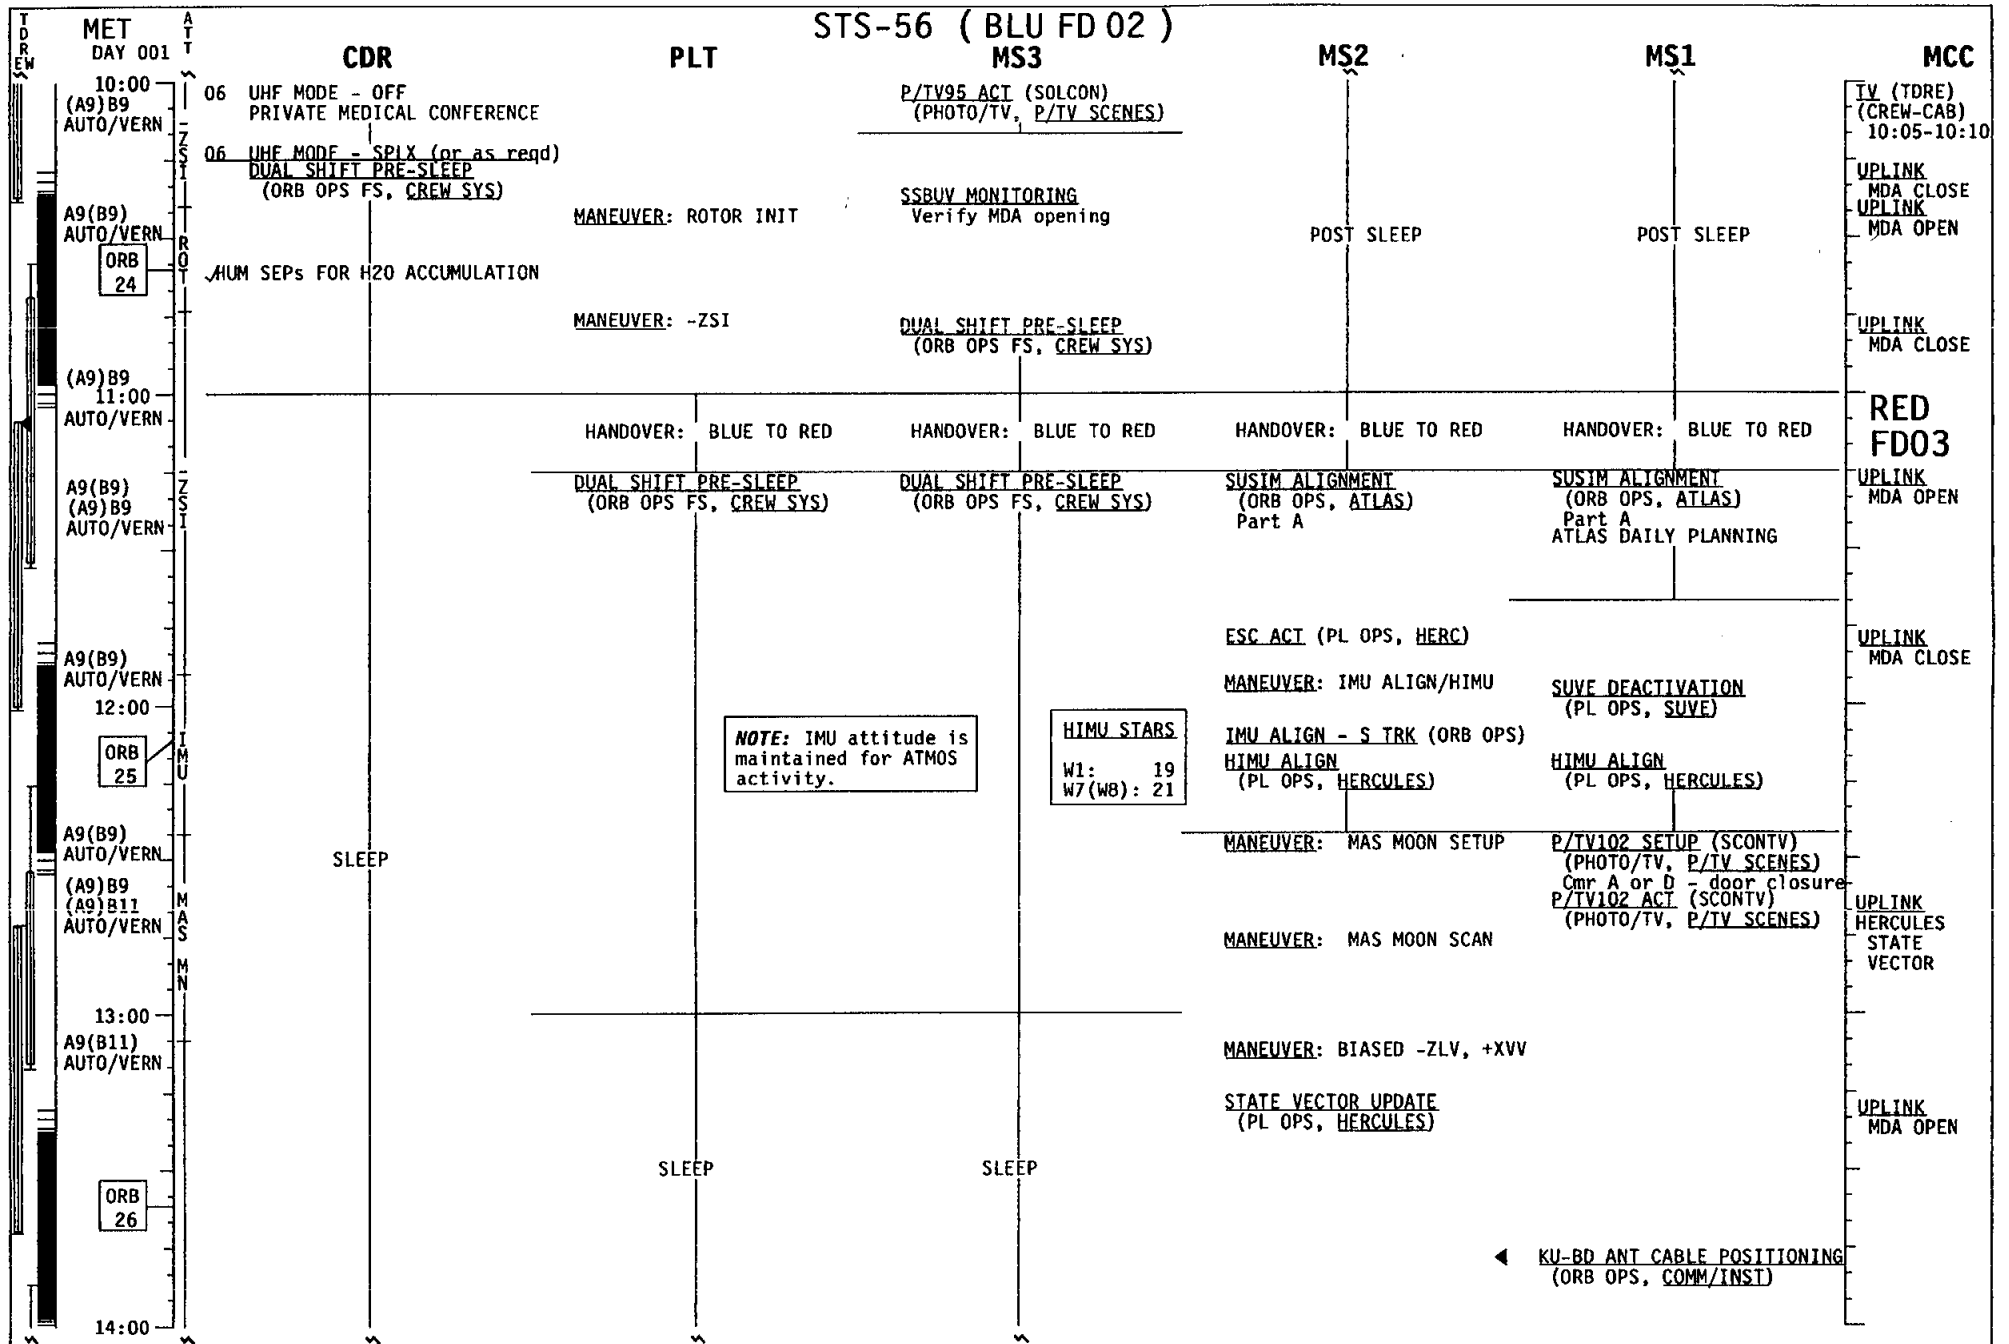 STS-56 ( BLU FD 02 )
TDRE W
MET
DAY 001
ATT
CDR
PLT
MS3
MS2
MS1
MCC
10:00
(A9)B9
AUTO/VERN
A9(B9)
AUTO/VERN
ORB
24
(A9)B9
11:00
AUTO/VERN
A9(B9)
(A9)B9
AUTO/VERN
A9(B9)
AUTO/VERN
12:00
ORB
25
A9(B9)
AUTO/VERN
(A9)B9
(A9)B11
AUTO/VERN
13:00
A9(B11)
AUTO/VERN
ORB
26
14:00
-ZSI
ROT
-ZSI
IMU
MAS MN
06 UHF MODE - OFF
PRIVATE MEDICAL CONFERENCE
06 UHF MODE - SPLX (or as reqd)
DUAL SHIFT PRE-SLEEP
(ORB OPS FS, CREW SYS)
✓HUM SEPs FOR H2O ACCUMULATION
SLEEP
MANEUVER: ROTOR INIT
MANEUVER: -ZSI
HANDOVER: BLUE TO RED
DUAL SHIFT PRE-SLEEP
(ORB OPS FS, CREW SYS)
NOTE: IMU attitude is
maintained for ATMOS
activity.
SLEEP
P/TV95 ACT (SOLCON)
(PHOTO/TV, P/TV SCENES)
SSBUV MONITORING
Verify MDA opening
DUAL SHIFT PRE-SLEEP
(ORB OPS FS, CREW SYS)
HANDOVER: BLUE TO RED
DUAL SHIFT PRE-SLEEP
(ORB OPS FS, CREW SYS)
HIMU STARS
W1: 19
W7(W8): 21
SLEEP
POST SLEEP
HANDOVER: BLUE TO RED
SUSIM ALIGNMENT
(ORB OPS, ATLAS)
Part A
ESC ACT (PL OPS, HERC)
MANEUVER: IMU ALIGN/HIMU
IMU ALIGN - S TRK (ORB OPS)
HIMU ALIGN
(PL OPS, HERCULES)
MANEUVER: MAS MOON SETUP
MANEUVER: MAS MOON SCAN
MANEUVER: BIASED -ZLV, +XVV
STATE VECTOR UPDATE
(PL OPS, HERCULES)
POST SLEEP
HANDOVER: BLUE TO RED
SUSIM ALIGNMENT
(ORB OPS, ATLAS)
Part A
ATLAS DAILY PLANNING
SUVE DEACTIVATION
(PL OPS, SUVE)
HIMU ALIGN
(PL OPS, HERCULES)
P/TV102 SETUP (SCONTV)
(PHOTO/TV, P/TV SCENES)
Cmr A or D - door closure
P/TV102 ACT (SCONTV)
(PHOTO/TV, P/TV SCENES)
KU-BD ANT CABLE POSITIONING
(ORB OPS, COMM/INST)
TV (TDRE)
(CREW-CAB)
10:05-10:10
UPLINK
MDA CLOSE
UPLINK
MDA OPEN
UPLINK
MDA CLOSE
RED
FD03
UPLINK
MDA OPEN
UPLINK
MDA CLOSE
UPLINK
HERCULES
STATE
VECTOR
UPLINK
MDA OPEN